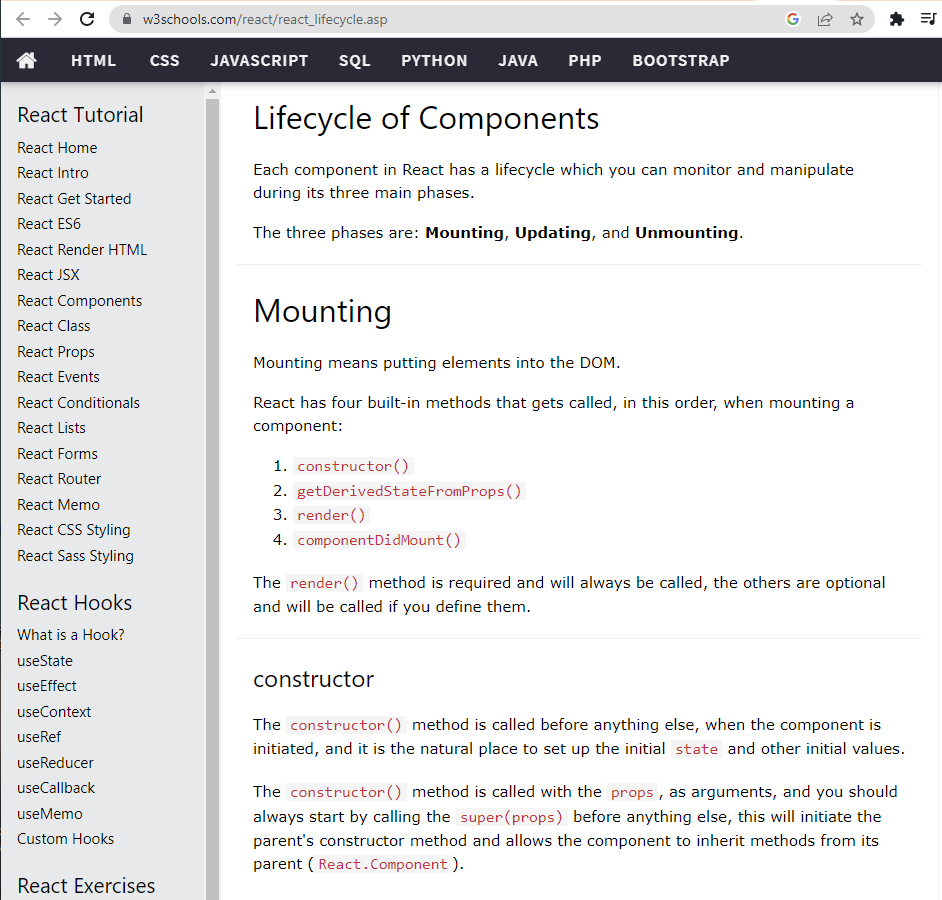 w3schools.com/react/react_lifecycle.asp
HTML CSS JAVASCRIPT SQL PYTHON JAVA PHP BOOTSTRAP
React Tutorial
React Home
React Intro
React Get Started
React ES6
React Render HTML
React JSX
React Components
React Class
React Props
React Events
React Conditionals
React Lists
React Forms
React Router
React Memo
React CSS Styling
React Sass Styling
React Hooks
What is a Hook?
useState
useEffect
useContext
useRef
useReducer
useCallback
useMemo
Custom Hooks
React Exercises
Lifecycle of Components
Each component in React has a lifecycle which you can monitor and manipulate
during its three main phases.
The three phases are: Mounting, Updating, and Unmounting.
Mounting
Mounting means putting elements into the DOM.
React has four built-in methods that gets called, in this order, when mounting a
component:
1. constructor()
2. getDerivedStateFromProps()
3. render()
4. componentDidMount()
The render() method is required and will always be called, the others are optional
and will be called if you define them.
constructor
The constructor() method is called before anything else, when the component is
initiated, and it is the natural place to set up the initial state and other initial values.
The constructor() method is called with the props, as arguments, and you should
always start by calling the super(props) before anything else, this will initiate the
parent's constructor method and allows the component to inherit methods from its
parent (React.Component).